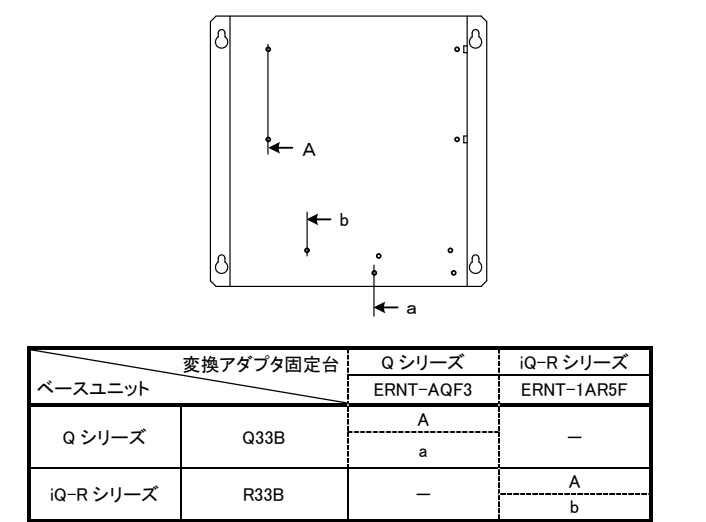 A
b
a
変換アダプタ固定台
ベースユニット
Q シリーズ
iQ-R シリーズ
ERNT-AQF3
ERNT-1AR5F
Q シリーズ
Q33B
A
a
－
iQ-R シリーズ
R33B
－
A
b